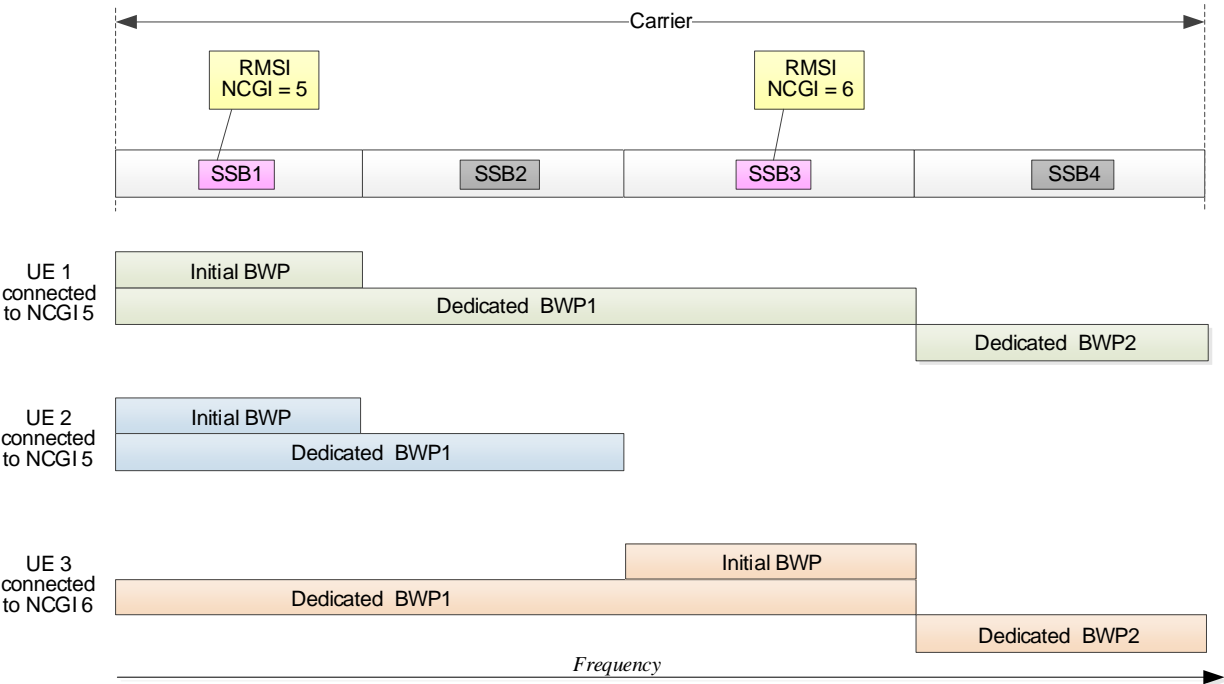 Carrier
RMSI
NCGI = 5
RMSI
NCGI = 6
SSB1
SSB2
SSB3
SSB4
UE 1
connected
to NCGI 5
Initial BWP
Dedicated BWP1
Dedicated BWP2
UE 2
connected
to NCGI 5
Initial BWP
Dedicated BWP1
UE 3
connected
to NCGI 6
Initial BWP
Dedicated BWP1
Dedicated BWP2
Frequency